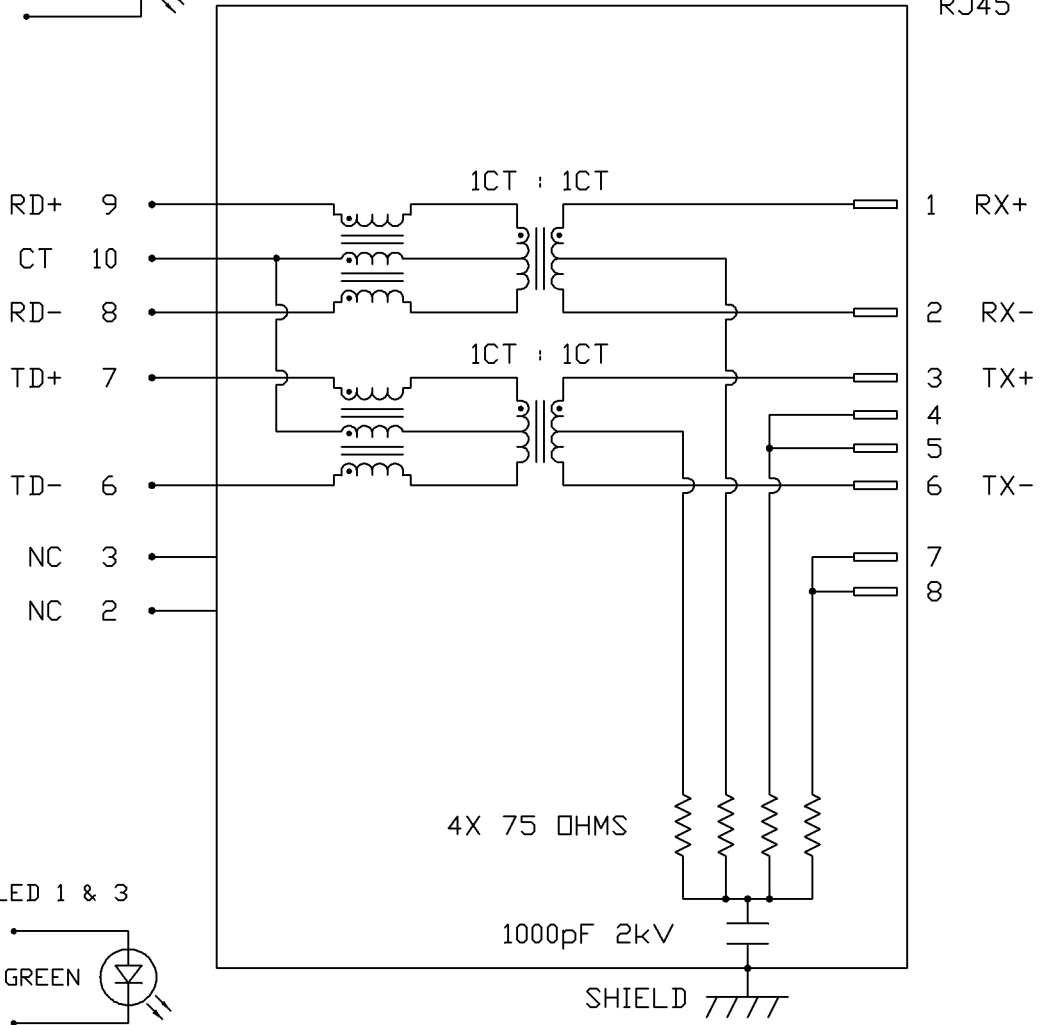 RJ45
1CT : 1CT
RD+ 9
1 RX+
CT 10
RD- 8
2 RX-
1CT : 1CT
TD+ 7
3 TX+
4
5
TD- 6
6 TX-
NC 3
7
NC 2
8
4X 75 OHMS
LED 1 & 3
1000pF 2kV
GREEN
SHIELD